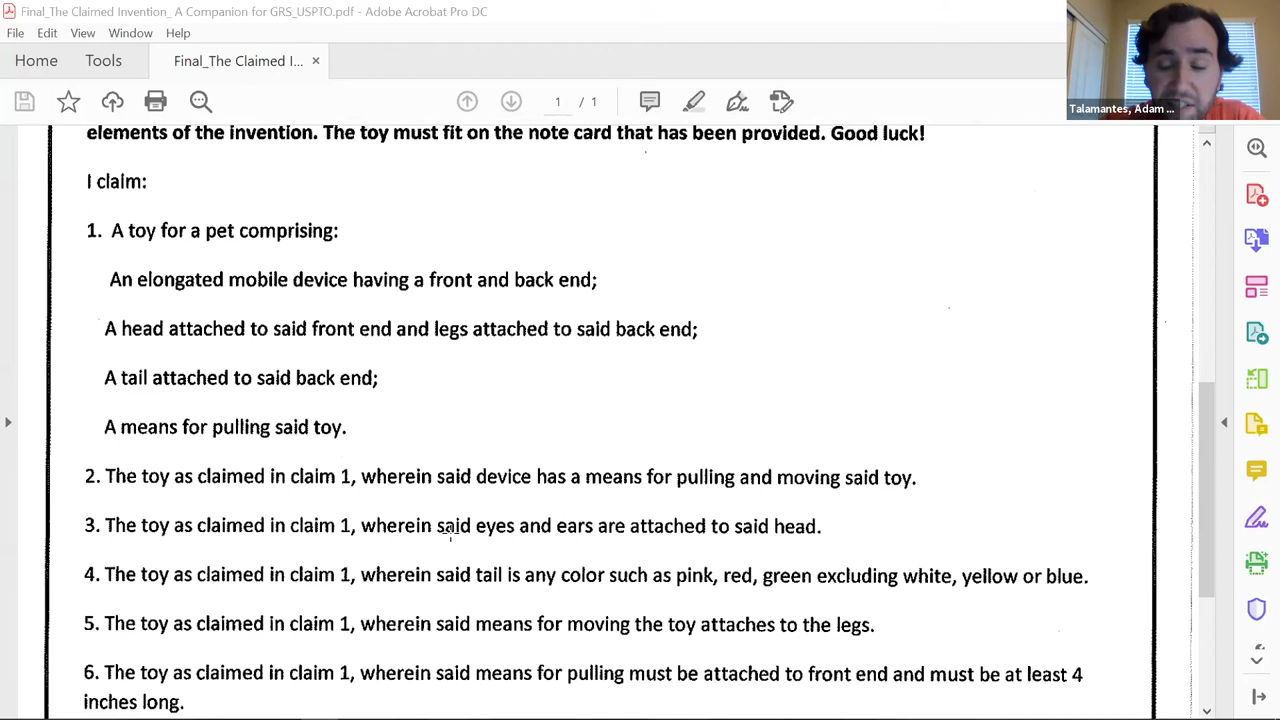 Final_The Claimed Invention_ A Companion for GRS_USPTO.pdf - Adobe Acrobat Pro DC
File Edit View Window Help
Home Tools Final_The Claimed I... ×
1 / 1
Talamantes, Adam ...
elements of the invention. The toy must fit on the note card that has been provided. Good luck!
I claim:
1. A toy for a pet comprising:
An elongated mobile device having a front and back end;
A head attached to said front end and legs attached to said back end;
A tail attached to said back end;
A means for pulling said toy.
2. The toy as claimed in claim 1, wherein said device has a means for pulling and moving said toy.
3. The toy as claimed in claim 1, wherein said eyes and ears are attached to said head.
4. The toy as claimed in claim 1, wherein said tail is any color such as pink, red, green excluding white, yellow or blue.
5. The toy as claimed in claim 1, wherein said means for moving the toy attaches to the legs.
6. The toy as claimed in claim 1, wherein said means for pulling must be attached to front end and must be at least 4
inches long.